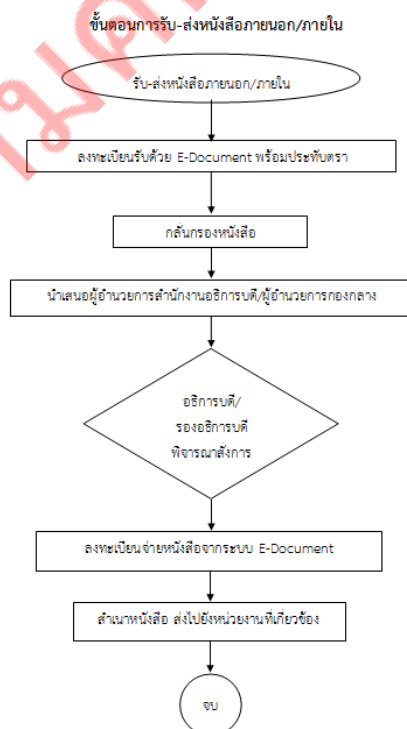 ขั้นตอนการรับ-ส่งหนังสือภายนอก/ภายใน
รับ-ส่งหนังสือภายนอก/ภายใน
ลงทะเบียนรับด้วย E-Document พร้อมประทับตรา
กลั่นกรองหนังสือ
นำเสนอผู้อำนวยการสำนักงานอธิการบดี/ผู้อำนวยการกองกลาง
อธิการบดี/
รองอธิการบดี
พิจารณาสั่งการ
ลงทะเบียนจ่ายหนังสือจากระบบ E-Document
สำเนาหนังสือ ส่งไปยังหน่วยงานที่เกี่ยวข้อง
จบ